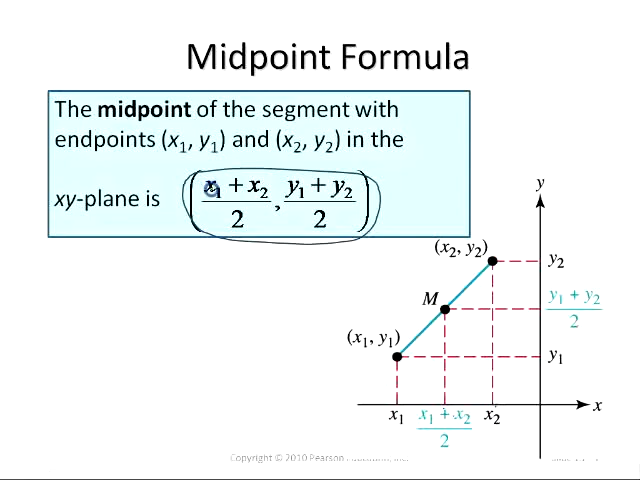 Midpoint Formula
The midpoint of the segment with
endpoints (x₁, y₁) and (x₂, y₂) in the
xy-plane is ( (x₁ + x₂)/2 , (y₁ + y₂)/2 )
y
(x₂, y₂)
y₂
M
(y₁ + y₂)/2
(x₁, y₁)
y₁
x
x₁ (x₁ + x₂)/2 x₂
Copyright © 2010 Pearson